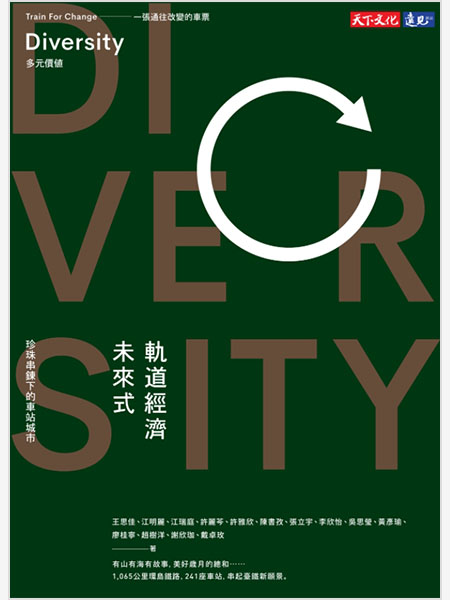 Train For Change 一張通往改變的車票
Diversity
多元價值
天下文化 遠見
DI
VE R
SITY
軌道經濟
未來式
珍珠串鍊下的車站城市
王思佳、江明麗、江瑞庭、許麗芩、許雅欣、陳書孜、張立宇、李欣怡、吳思瑩、黃彥瑜、
廖桂寧、趙樹洋、謝欣珈、戴卓玫
著
有山有海有故事，美好歲月的總和⋯⋯
1,065公里環島鐵路，241座車站，串起臺鐵新願景。